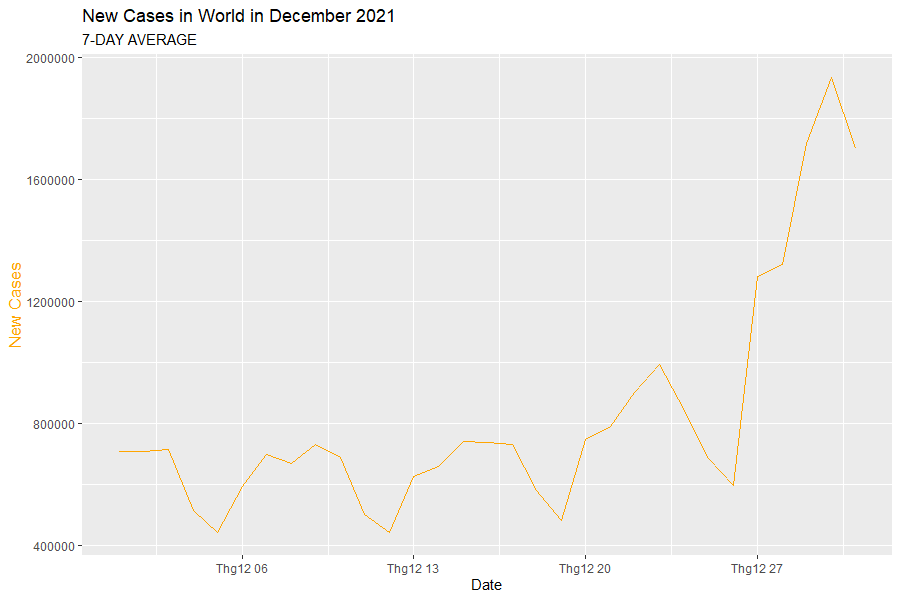 New Cases in World in December 2021
7-DAY AVERAGE
New Cases
2000000
1600000
1200000
800000
400000
Thg12 06
Thg12 13
Thg12 20
Thg12 27
Date